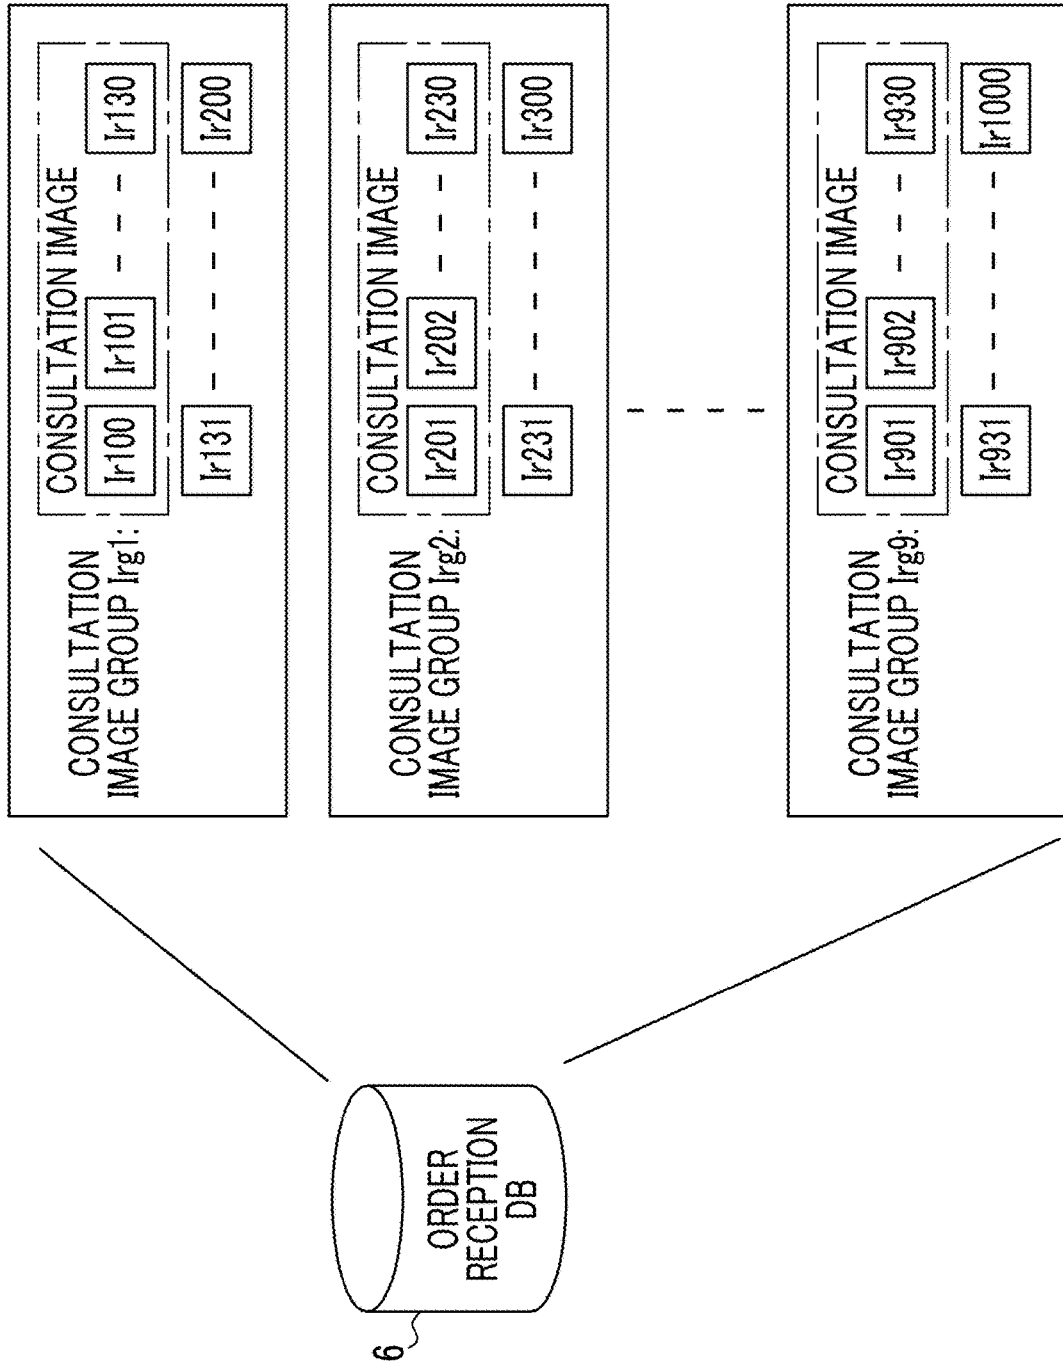 6
ORDER
RECEPTION
DB
CONSULTATION
IMAGE GROUP Irg1:
CONSULTATION IMAGE
Ir100 Ir101 Ir130
Ir131 Ir200
CONSULTATION
IMAGE GROUP Irg2:
CONSULTATION IMAGE
Ir201 Ir202 Ir230
Ir231 Ir300
CONSULTATION
IMAGE GROUP Irg9:
CONSULTATION IMAGE
Ir901 Ir902 Ir930
Ir931 Ir1000